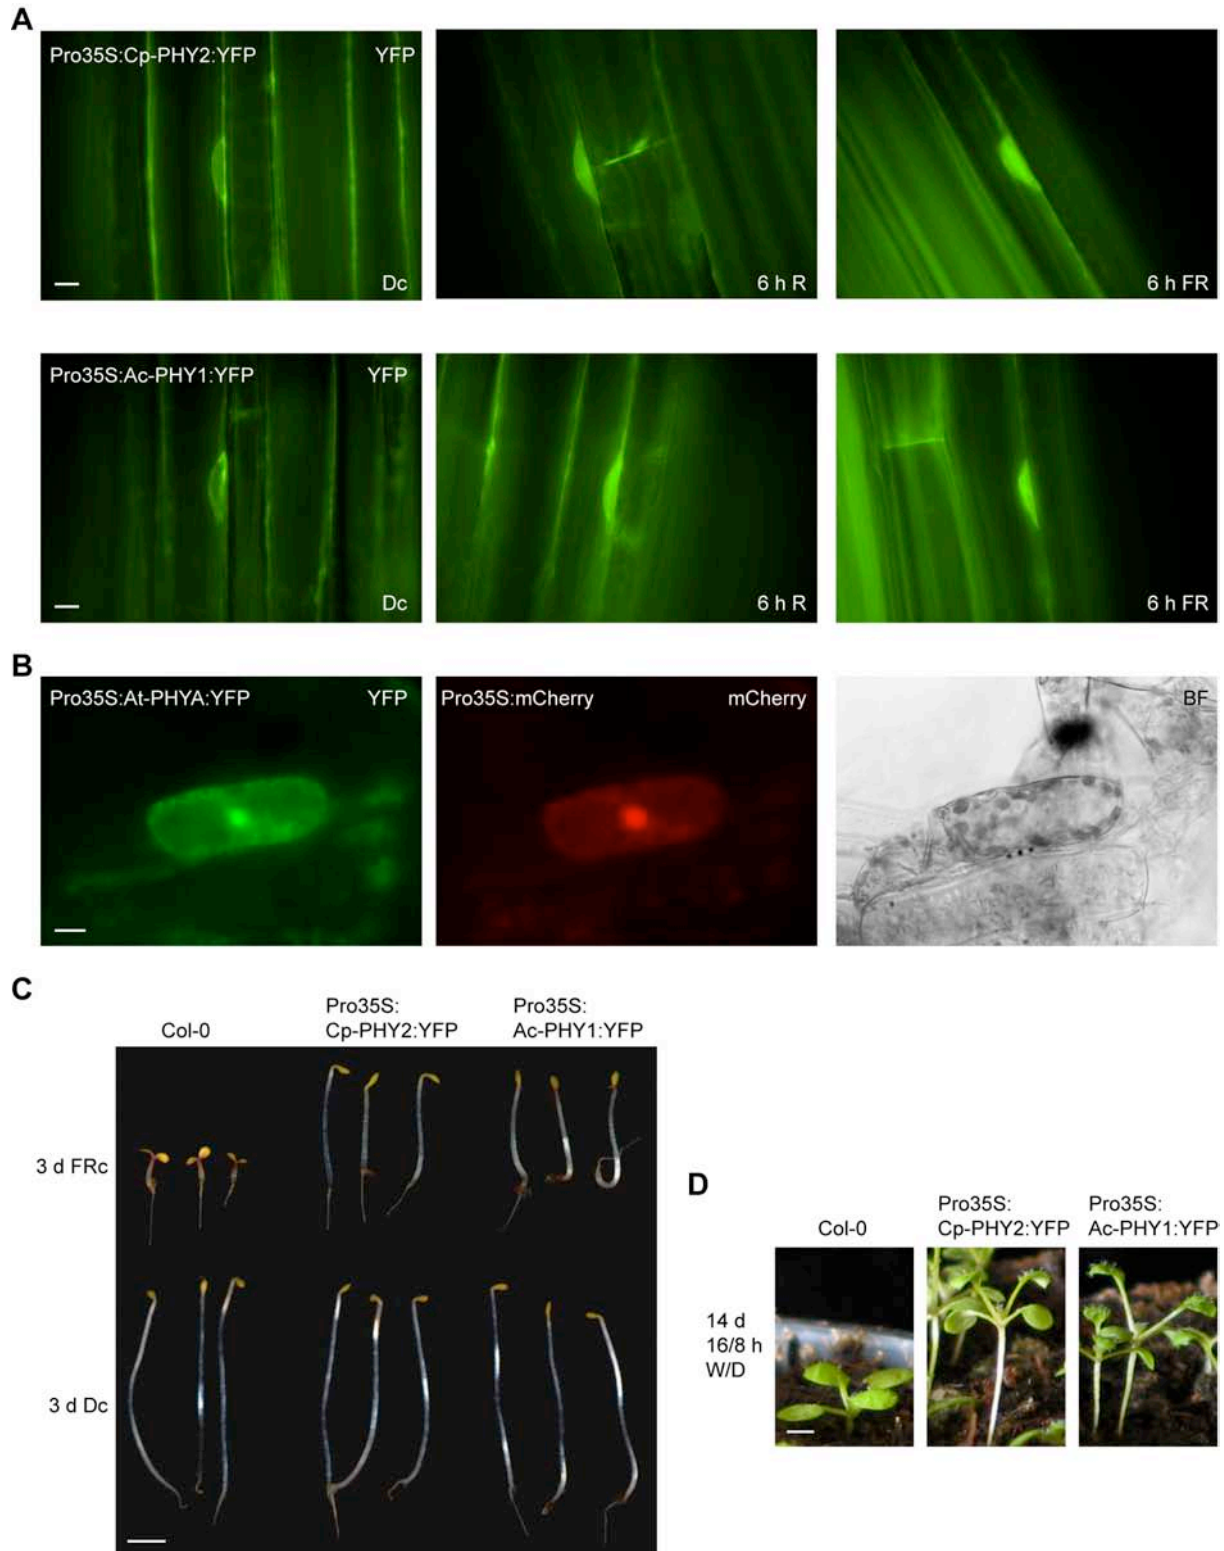 A
Pro35S:Cp-PHY2:YFP YFP
Dc
6 h R
6 h FR
Pro35S:Ac-PHY1:YFP YFP
Dc
6 h R
6 h FR
B
Pro35S:At-PHYA:YFP YFP
Pro35S:mCherry mCherry
BF
C
Col-0
Pro35S:
Cp-PHY2:YFP
Pro35S:
Ac-PHY1:YFP
3 d FRc
3 d Dc
D
Col-0
Pro35S:
Cp-PHY2:YFP
Pro35S:
Ac-PHY1:YFP
14 d
16/8 h
W/D